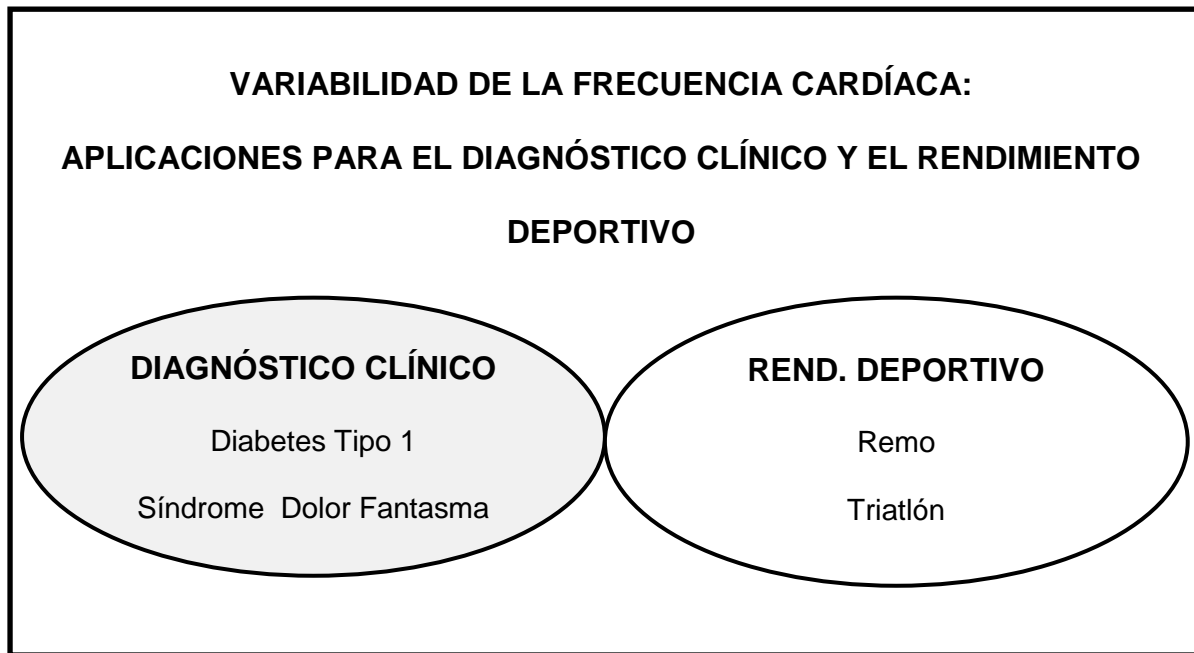 VARIABILIDAD DE LA FRECUENCIA CARDÍACA:
APLICACIONES PARA EL DIAGNÓSTICO CLÍNICO Y EL RENDIMIENTO
DEPORTIVO
DIAGNÓSTICO CLÍNICO
Diabetes Tipo 1
Síndrome Dolor Fantasma
REND. DEPORTIVO
Remo
Triatlón